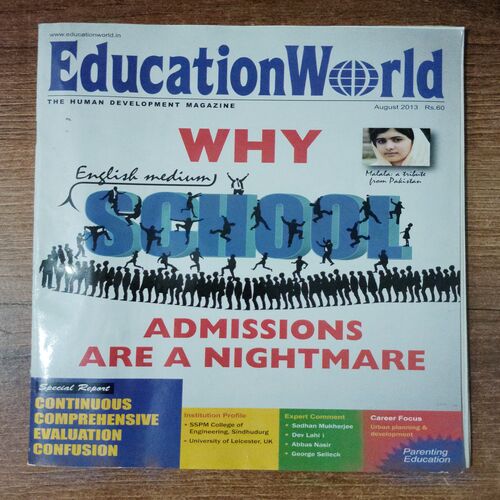 www.educationworld.in
EducationWorld
THE HUMAN DEVELOPMENT MAGAZINE
August 2013 Rs.60
WHY
English medium
Malala: a tribute
from Pakistan
SCHOOL
ADMISSIONS
ARE A NIGHTMARE
Special Report
CONTINUOUS
COMPREHENSIVE
EVALUATION
CONFUSION
Institution Profile
• SSPM College of
Engineering, Sindhudurg
• University of Leicester, UK
Expert Comment
• Sudhan Mukherjee
• Dev Lahiri
• Abbas Nasir
• George Selleck
Career Focus
Urban planning &
development
Parenting
Education